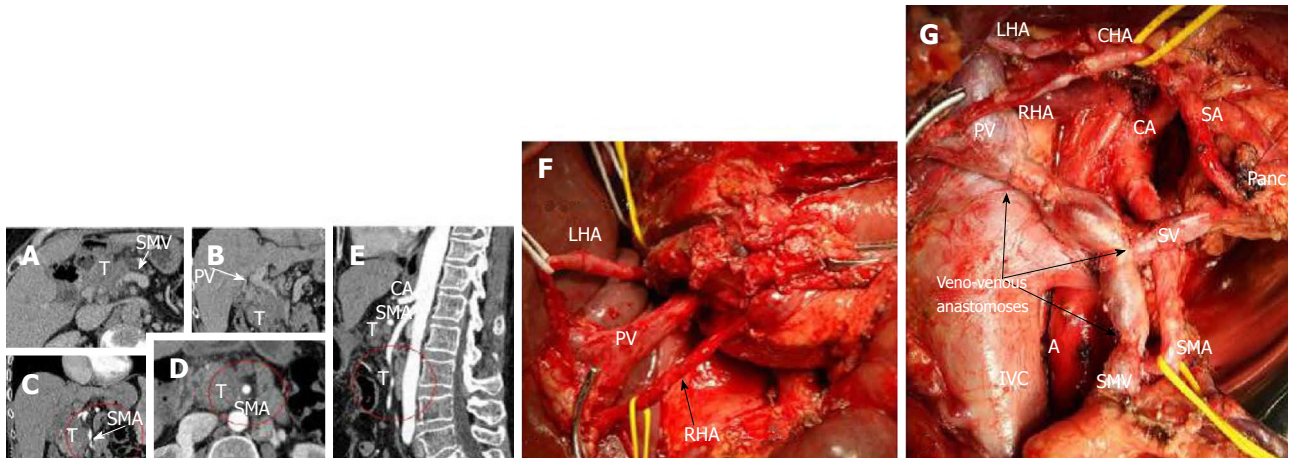 A
T
SMV
B
PV
T
C
T
SMA
D
T
SMA
E
CA
SMA
T
T
F
LHA
PV
RHA
G
LHA
CHA
PV
RHA
CA
SA
Panc
SV
Veno-venous
anastomoses
A
IVC
SMV
SMA